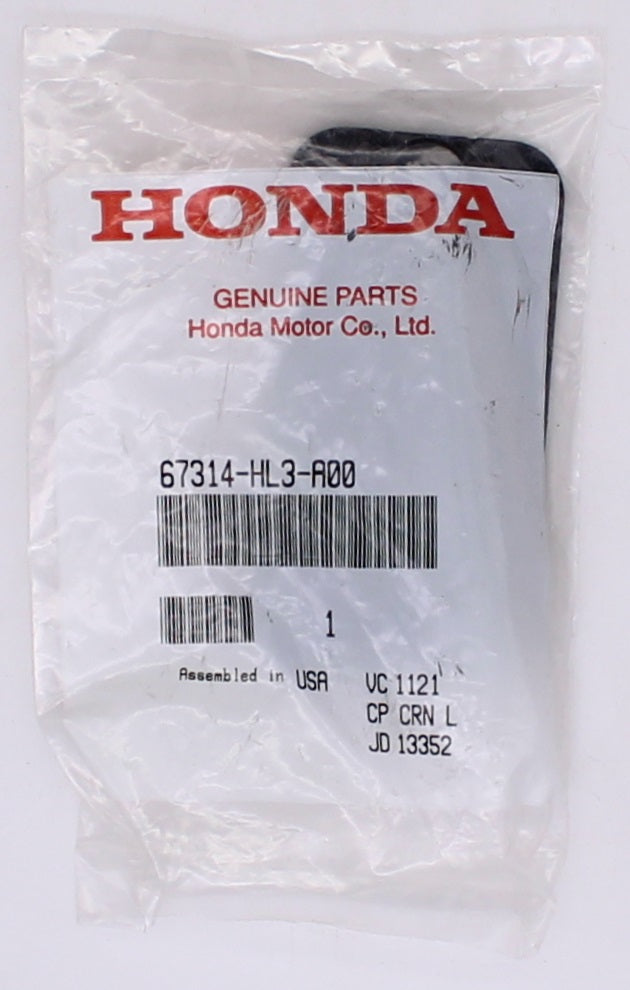 HONDA
GENUINE PARTS
Honda Motor Co., Ltd.
67314-HL3-A00
1
Assembled in USA
VC 1121
CP CRN L
JD 13352